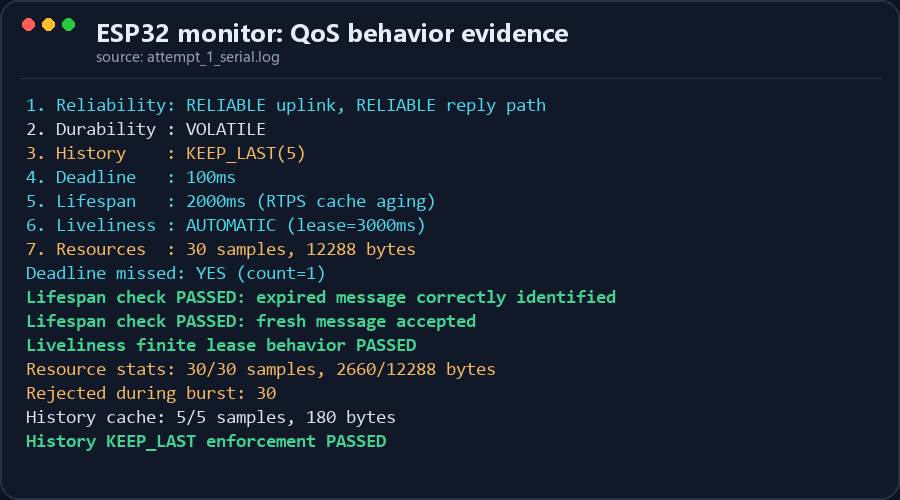 ESP32 monitor: QoS behavior evidence
source: attempt_1_serial.log
1. Reliability: RELIABLE uplink, RELIABLE reply path
2. Durability : VOLATILE
3. History    : KEEP_LAST(5)
4. Deadline   : 100ms
5. Lifespan   : 2000ms (RTPS cache aging)
6. Liveliness : AUTOMATIC (lease=3000ms)
7. Resources  : 30 samples, 12288 bytes
Deadline missed: YES (count=1)
Lifespan check PASSED: expired message correctly identified
Lifespan check PASSED: fresh message accepted
Liveliness finite lease behavior PASSED
Resource stats: 30/30 samples, 2660/12288 bytes
Rejected during burst: 30
History cache: 5/5 samples, 180 bytes
History KEEP_LAST enforcement PASSED